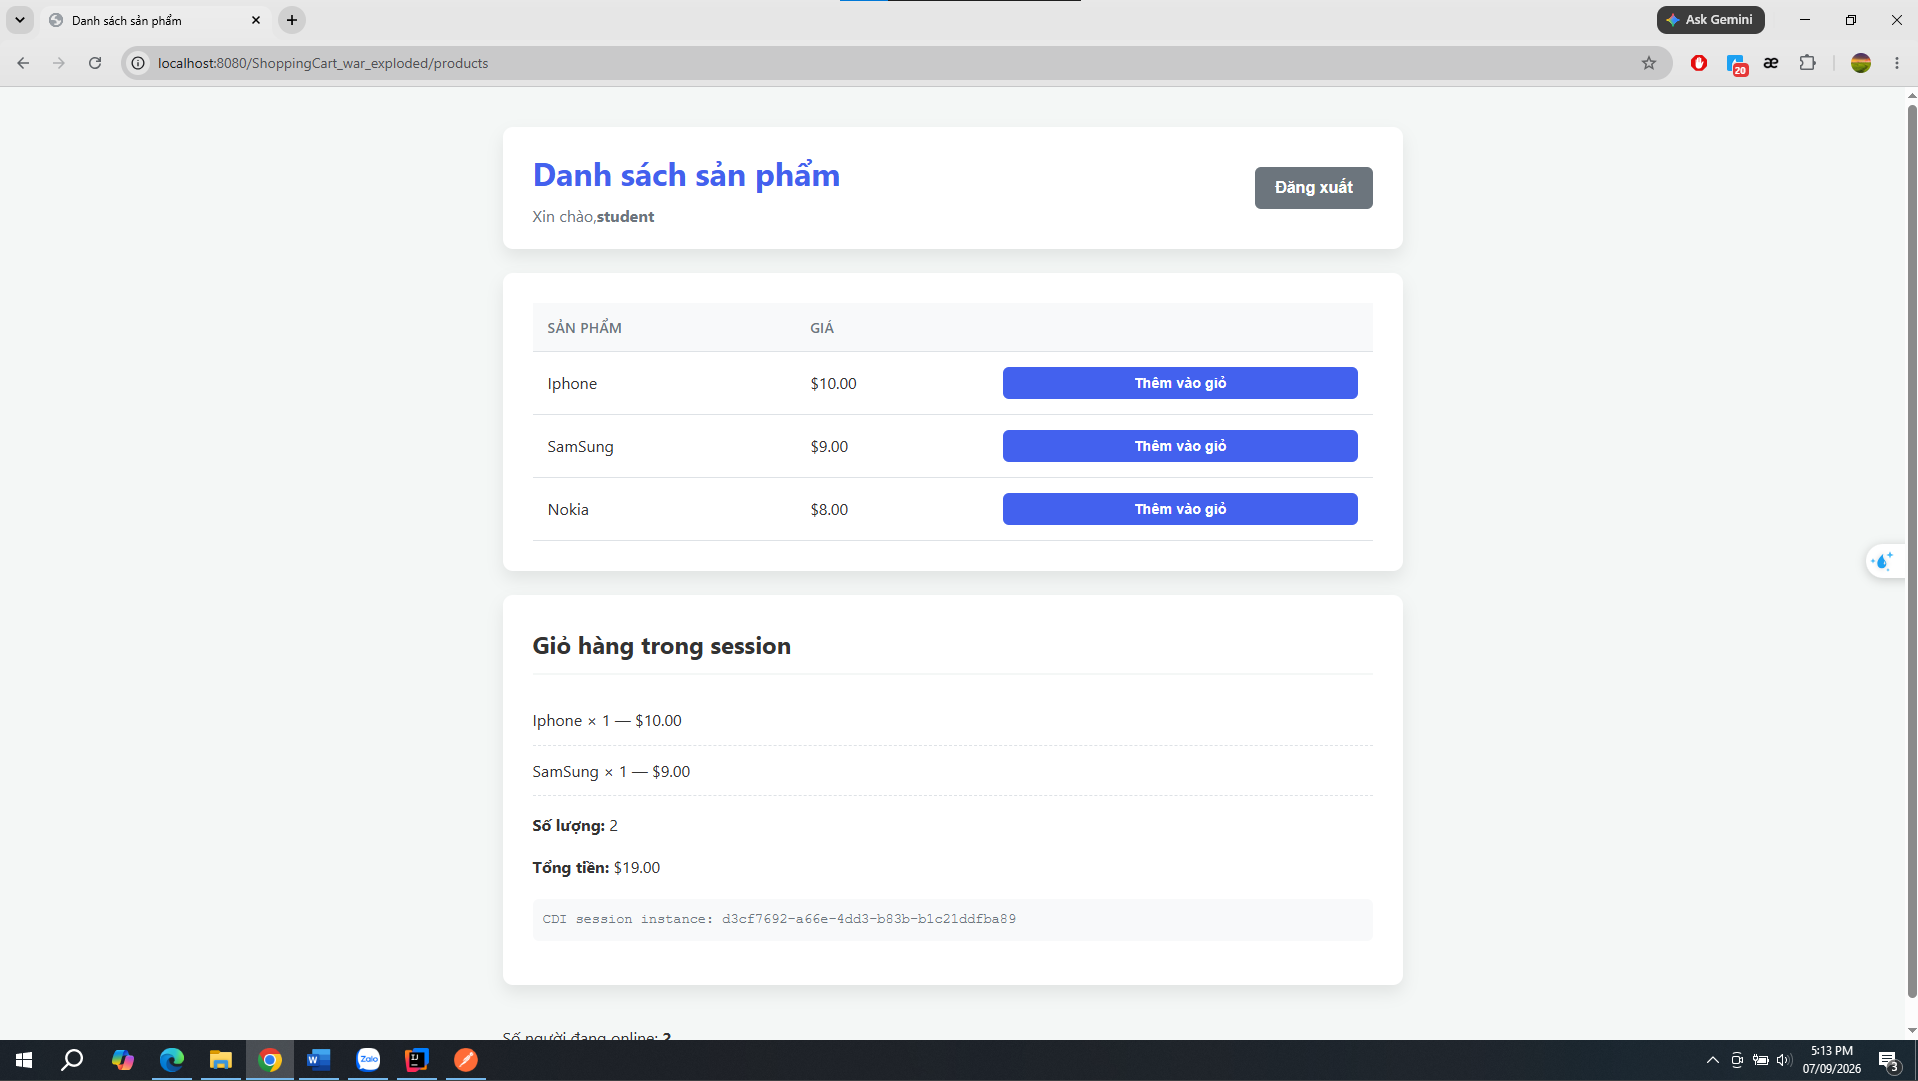 Danh sách sản phẩm
Ask Gemini
localhost:8080/ShoppingCart_war_exploded/products
20
æ
Danh sách sản phẩm
Xin chào,student
Đăng xuất
SẢN PHẨM GIÁ
Iphone $10.00 Thêm vào giỏ
SamSung $9.00 Thêm vào giỏ
Nokia $8.00 Thêm vào giỏ
Giỏ hàng trong session
Iphone × 1 — $10.00
SamSung × 1 — $9.00
Số lượng: 2
Tổng tiền: $19.00
CDI session instance: d3cf7692-a66e-4dd3-b83b-b1c21ddfba89
Số người đang online: 2
W
Zalo
IJ
5:13 PM
07/09/2026
3